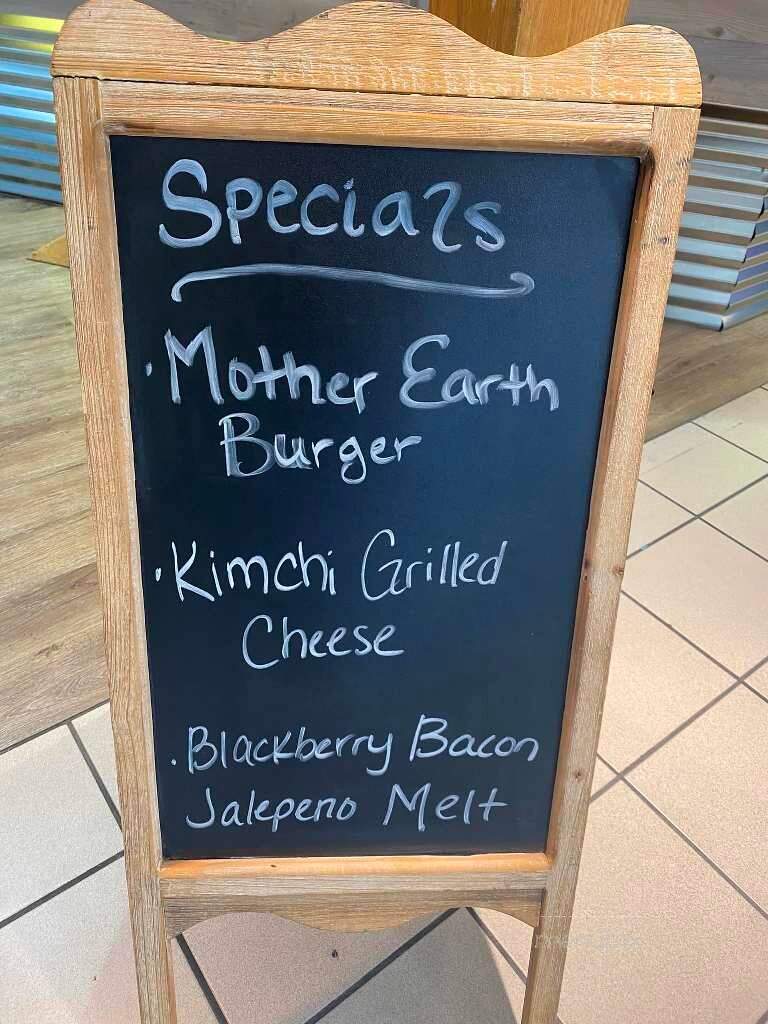 Specials
· Mother Earth
Burger
· Kimchi Grilled
Cheese
· Blackberry Bacon
Jalepeno Melt